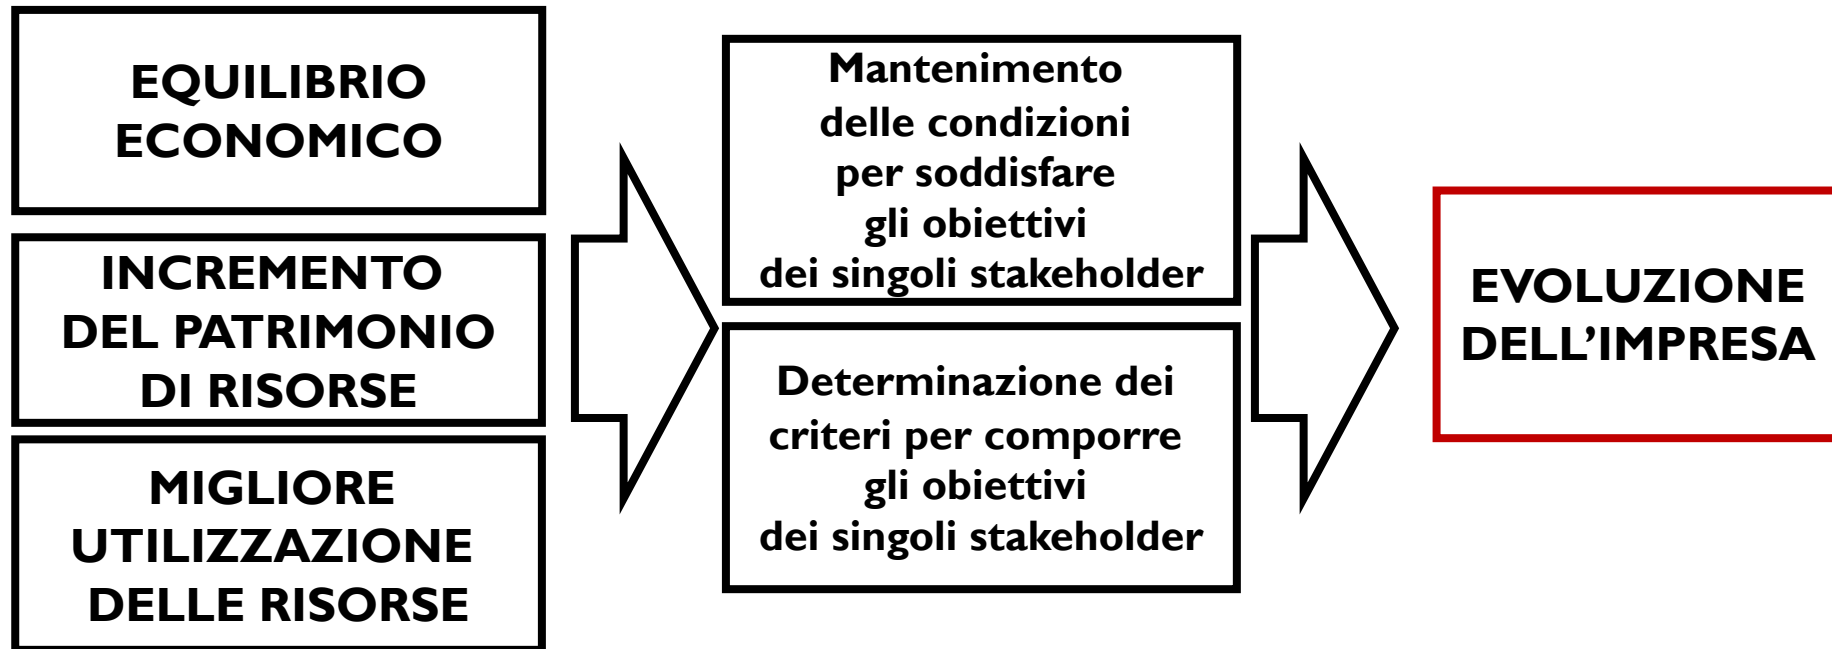 EQUILIBRIO
ECONOMICO
INCREMENTO
DEL PATRIMONIO
DI RISORSE
MIGLIORE
UTILIZZAZIONE
DELLE RISORSE
Mantenimento
delle condizioni
per soddisfare
gli obiettivi
dei singoli stakeholder
Determinazione dei
criteri per comporre
gli obiettivi
dei singoli stakeholder
EVOLUZIONE
DELL’IMPRESA